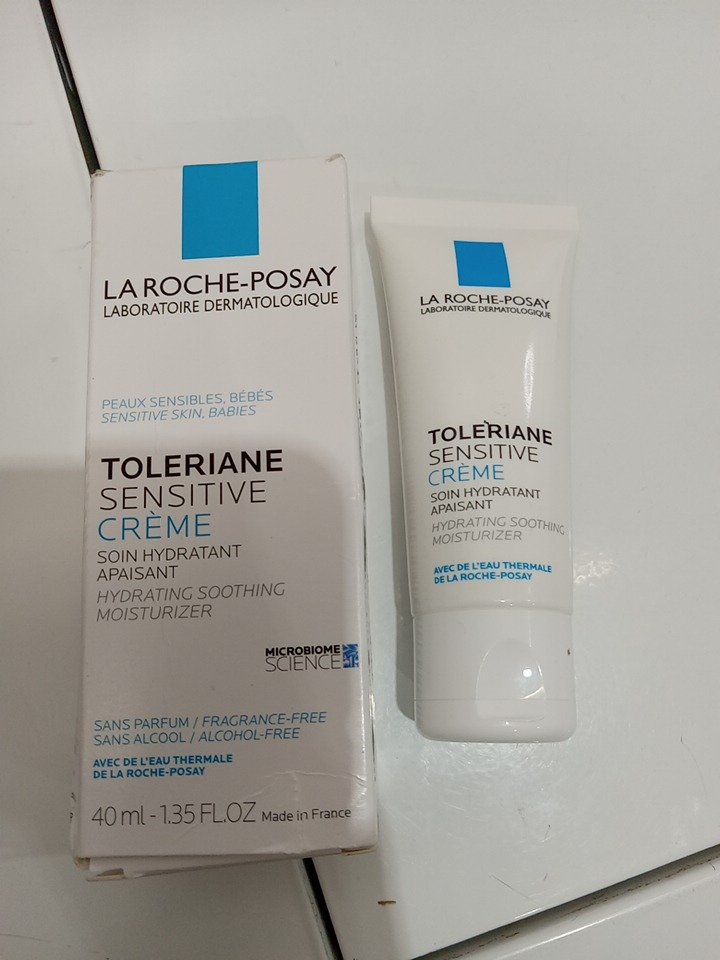 LA ROCHE-POSAY
LABORATOIRE DERMATOLOGIQUE
PEAUX SENSIBLES, BÉBÉS
SENSITIVE SKIN, BABIES
TOLERIANE
SENSITIVE
CRÈME
SOIN HYDRATANT
APAISANT
HYDRATING SOOTHING
MOISTURIZER
MICROBIOME
SCIENCE
SANS PARFUM / FRAGRANCE-FREE
SANS ALCOOL / ALCOHOL-FREE
AVEC DE L'EAU THERMALE
DE LA ROCHE-POSAY
40 ml - 1.35 FL.OZ Made in France
LA ROCHE-POSAY
LABORATOIRE DERMATOLOGIQUE
TOLERIANE
SENSITIVE
CRÈME
SOIN HYDRATANT
APAISANT
HYDRATING SOOTHING
MOISTURIZER
AVEC DE L'EAU THERMALE
DE LA ROCHE-POSAY